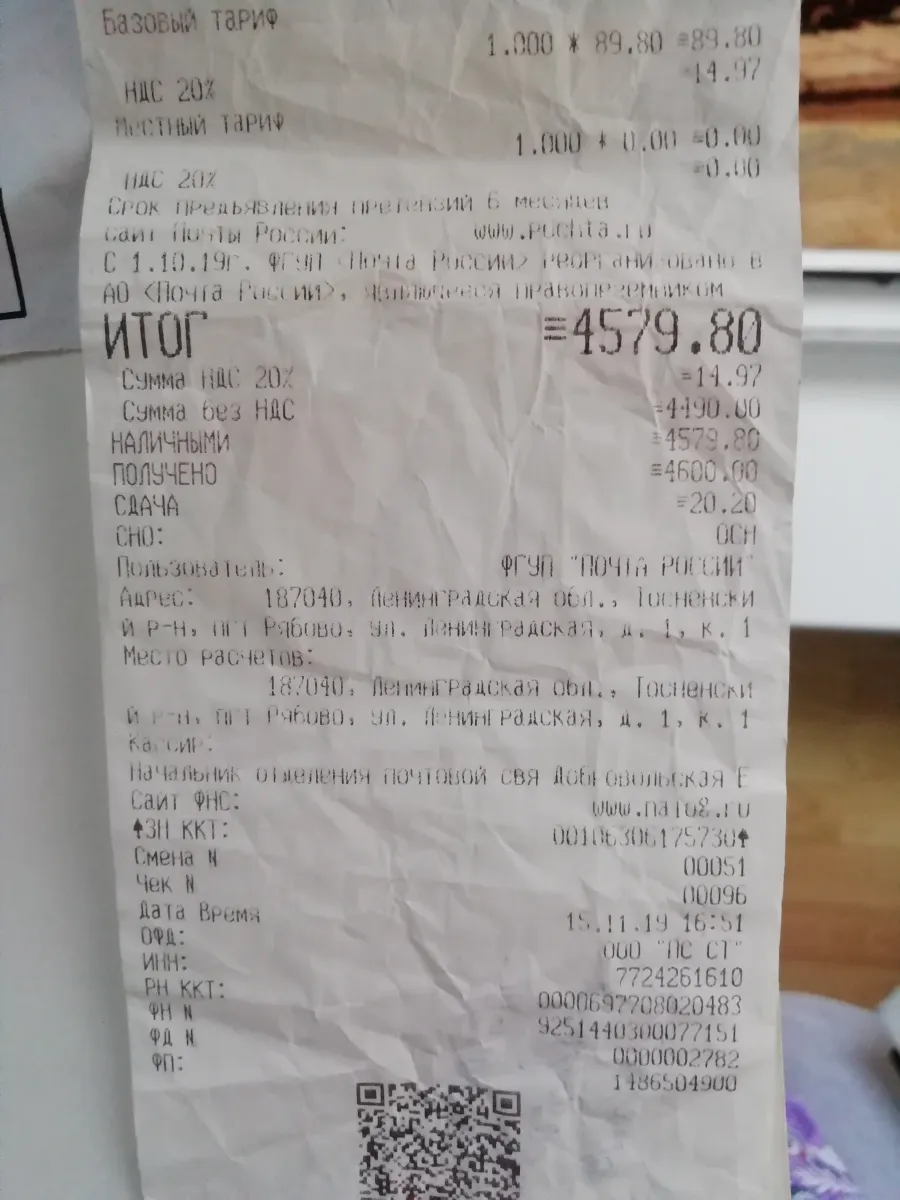 Базовый тариф
1.000 * 89.80 =89.80
=14.97
НДС 20%
Местный тариф
1.000 * 0.00 =0.00
=0.00
НДС 20%
Срок предъявления претензий 6 месяцев
сайт Почты России: www.pochta.ru
С 1.10.19г. ФГУП <Почта России> реорганизовано в
АО <Почта России>, являющееся правопреемником
ИТОГ ≡4579.80
Сумма НДС 20% =14.97
Сумма без НДС =4490.00
НАЛИЧНЫМИ ≡4579.80
ПОЛУЧЕНО ≡4600.00
СДАЧА =20.20
СНО: ОСН
Пользователь: ФГУП "ПОЧТА РОССИИ"
Адрес: 187040, Ленинградская обл., Тосненски
й р-н, пгт Рябово, ул. Ленинградская, д. 1, к. 1
Место расчетов:
187040, Ленинградская обл., Тосненски
й р-н, пгт Рябово, ул. Ленинградская, д. 1, к. 1
Кассир:
Начальник отделения почтовой свя Добровольская Е
Сайт ФНС: www.nalog.ru
ЗН ККТ: 00106306175730
Смена N 00051
Чек N 00096
Дата Время 15.11.19 16:51
ОФД: ООО "ПС СТ"
ИНН: 7724261610
РН ККТ: 0000697708020483
ФН N 9251440300077151
ФД N 0000002782
ФП: 1486504900